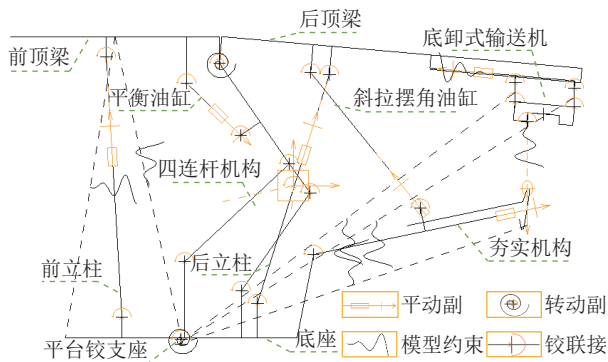 后顶梁
前顶梁
底卸式输送机
平衡油缸
斜拉摆角油缸
四连杆机构
夯实机构
前立柱
后立柱
平动副
转动副
平台铰支座
底座
模型约束
铰联接